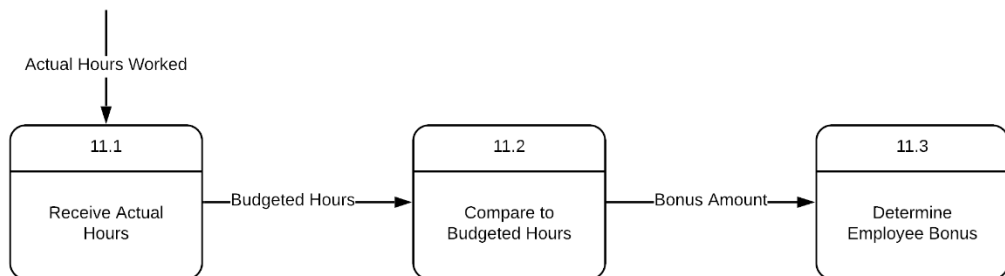 Actual Hours Worked
11.1
Receive Actual
Hours
Budgeted Hours
11.2
Compare to
Budgeted Hours
Bonus Amount
11.3
Determine
Employee Bonus